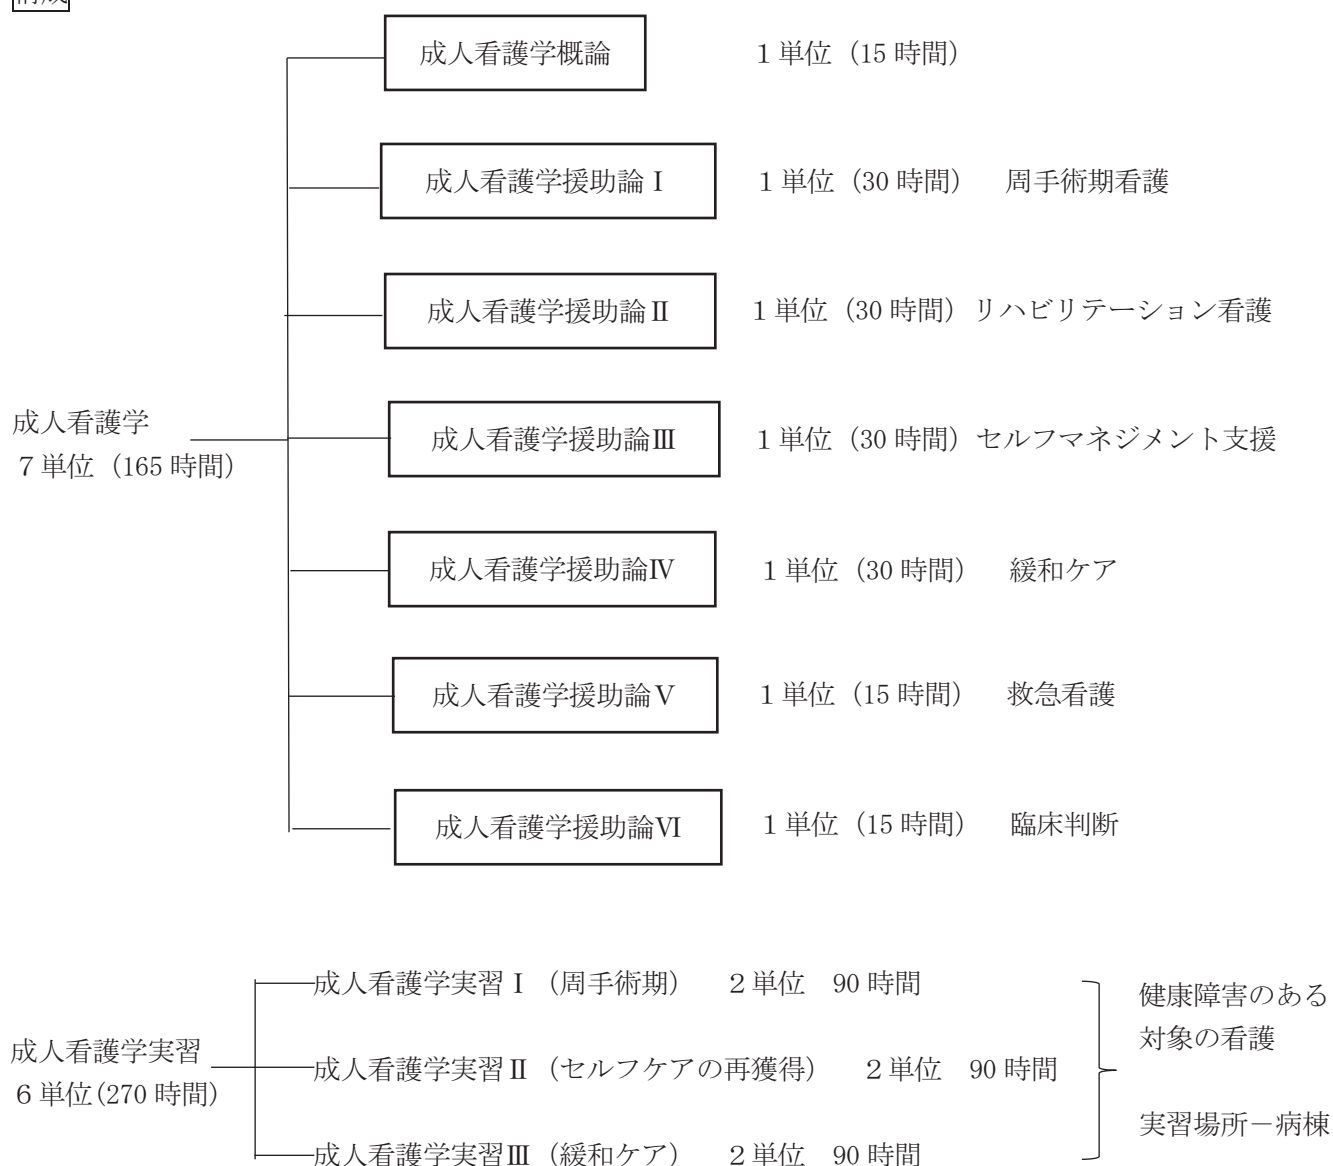 成人看護学概論 1単位（15時間）
成人看護学援助論Ⅰ 1単位（30時間） 周手術期看護
成人看護学援助論Ⅱ 1単位（30時間）リハビリテーション看護
成人看護学
7単位（165時間）
成人看護学援助論Ⅲ 1単位（30時間）セルフマネジメント支援
成人看護学援助論Ⅳ 1単位（30時間） 緩和ケア
成人看護学援助論Ⅴ 1単位（15時間） 救急看護
成人看護学援助論Ⅵ 1単位（15時間） 臨床判断
成人看護学実習
6単位(270時間)
成人看護学実習Ⅰ（周手術期） 2単位 90時間
成人看護学実習Ⅱ（セルフケアの再獲得） 2単位 90時間
成人看護学実習Ⅲ（緩和ケア） 2単位 90時間
健康障害のある
対象の看護
実習場所－病棟